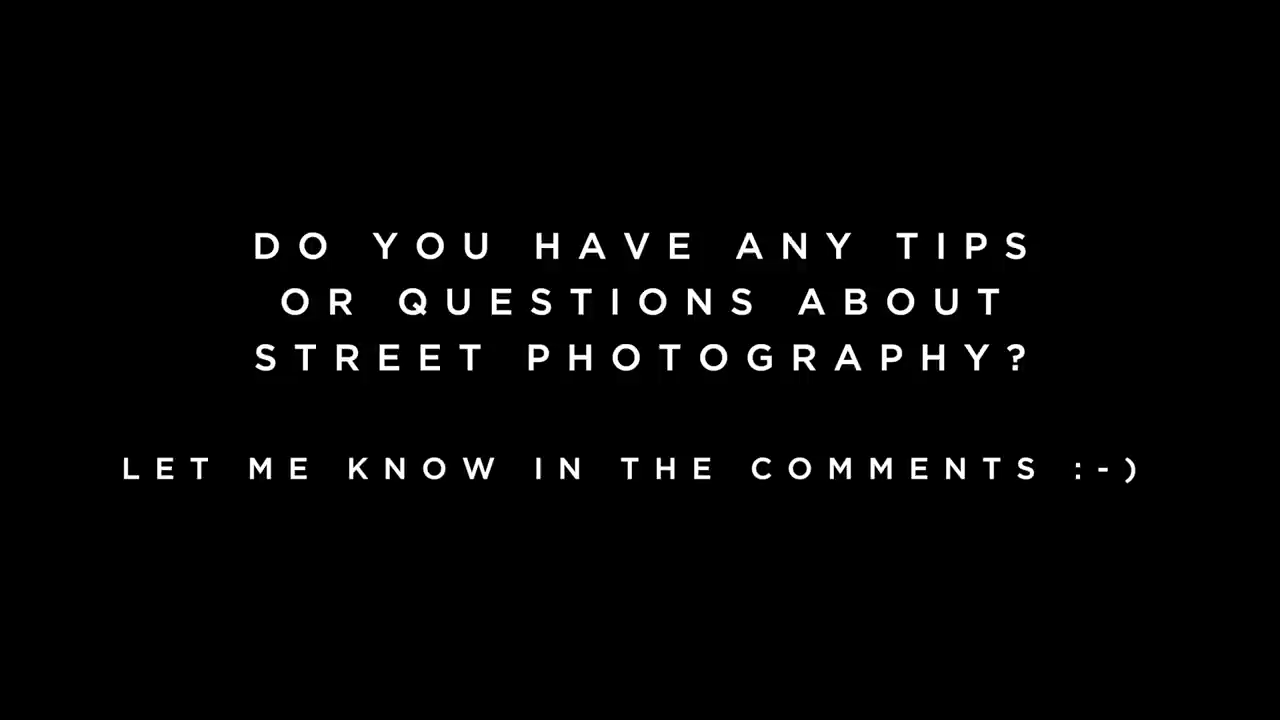 DO YOU HAVE ANY TIPS
OR QUESTIONS ABOUT
STREET PHOTOGRAPHY?
LET ME KNOW IN THE COMMENTS :-)